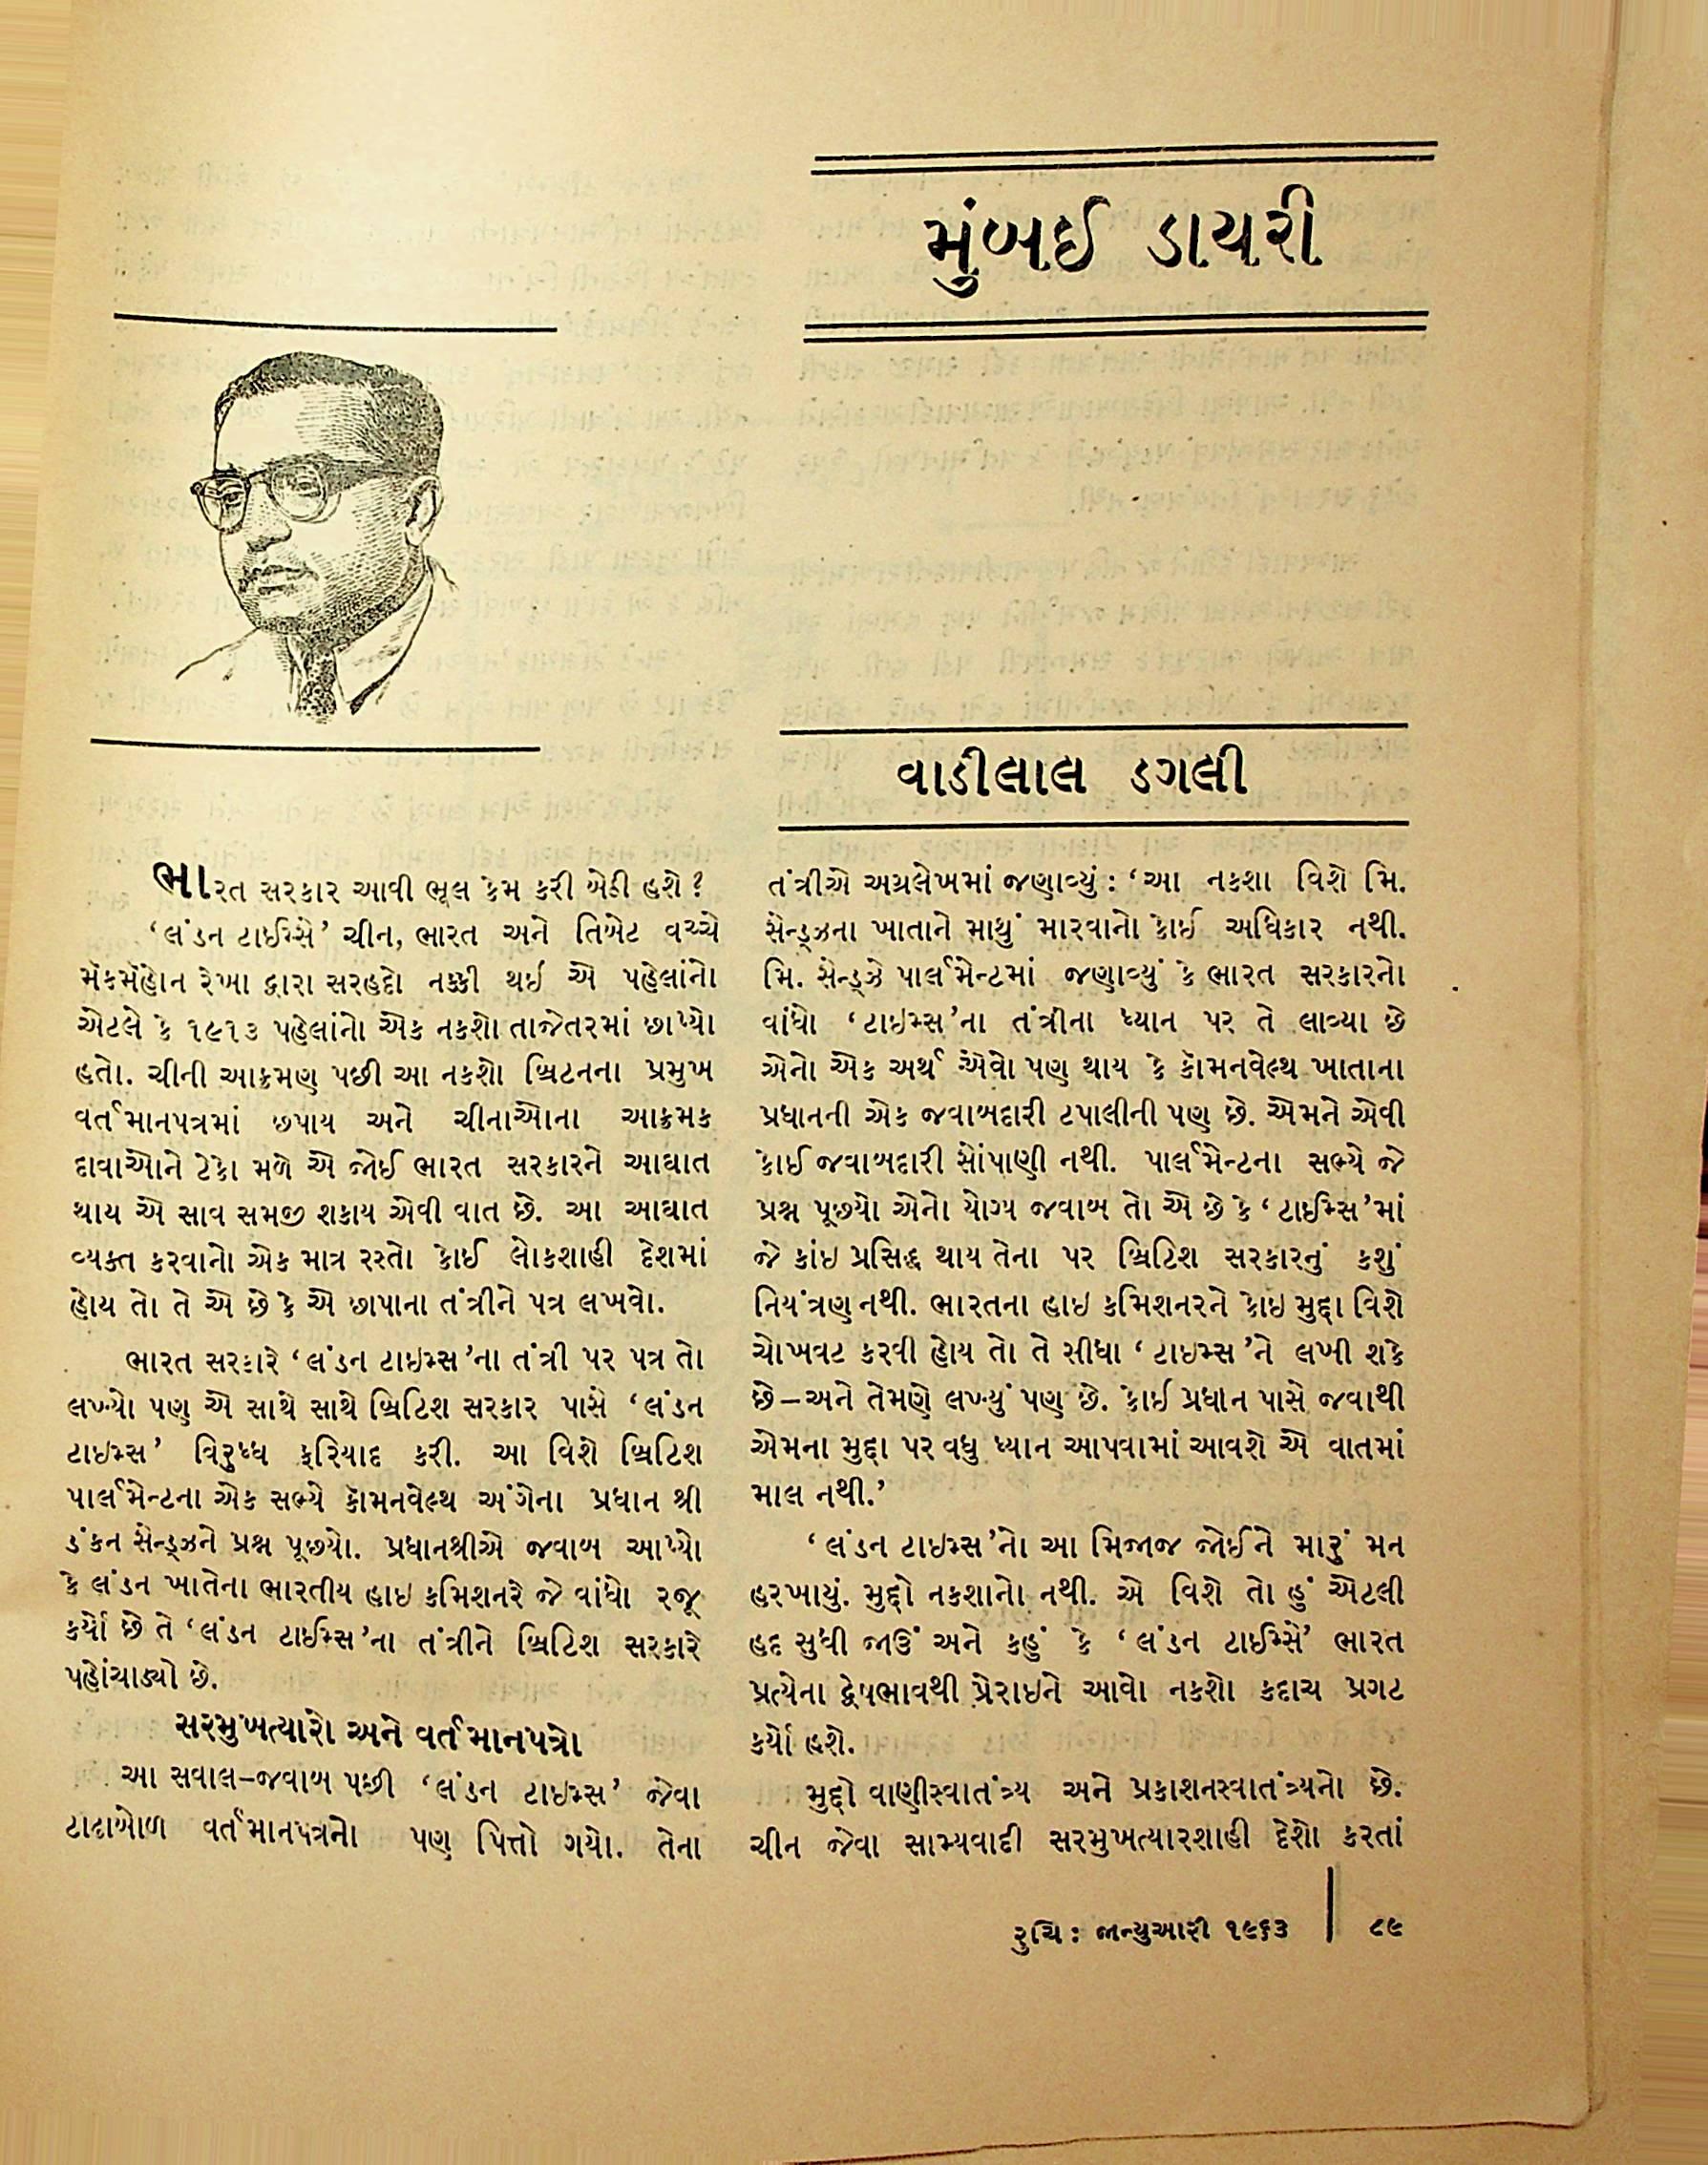 મુંબઈ ડાયરી
વાડીલાલ ડગલી
ભારત સરકાર આવી ભૂલ કેમ કરી બેઠી હશે?
‘લંડન ટાઈમ્સે’ ચીન, ભારત અને તિબેટ વચ્ચે
મૅકમૅહોન રેખા દ્વારા સરહદો નક્કી થઈ એ પહેલાંનો
એટલે કે ૧૯૧૩ પહેલાંનો એક નકશો તાજેતરમાં છાપ્યો
હતો. ચીની આક્રમણ પછી આ નકશો બ્રિટનના પ્રમુખ
વર્તમાનપત્રમાં છપાય અને ચીનાઓના આક્રમક
દાવાઓને ટેકો મળે એ જોઈ ભારત સરકારને આઘાત
થાય એ સાવ સમજી શકાય એવી વાત છે. આ આઘાત
વ્યક્ત કરવાનો એક માત્ર રસ્તો કોઈ લોકશાહી દેશમાં
હોય તો તે એ છે કે એ છાપાના તંત્રીને પત્ર લખવો.
ભારત સરકારે ‘લંડન ટાઇમ્સ’ના તંત્રી પર પત્ર તો
લખ્યો પણ એ સાથે સાથે બ્રિટિશ સરકાર પાસે ‘લંડન
ટાઇમ્સ’ વિરુધ્ધ ફરિયાદ કરી. આ વિશે બ્રિટિશ
પાર્લમેન્ટના એક સભ્યે કૉમનવેલ્થ અંગેના પ્રધાન શ્રી
ડંકન સેન્ડ્ઝને પ્રશ્ન પૂછયો. પ્રધાનશ્રીએ જવાબ આપ્યો
કે લંડન ખાતેના ભારતીય હાઇ કમિશનરે જે વાંધો રજૂ
કર્યો છે તે ‘લંડન ટાઈમ્સ’ના તંત્રીને બ્રિટિશ સરકારે
પહોંચાડ્યો છે.
સરમુખત્યારો અને વર્તમાનપત્રો
આ સવાલ–જવાબ પછી ‘લંડન ટાઇમ્સ’ જેવા
ટાઢાબોળ વર્તમાનપત્રનો પણ પિત્તો ગયો. તેના
તંત્રીએ અગ્રલેખમાં જણાવ્યું : ‘આ નકશા વિશે મિ.
સેન્ડ્ઝના ખાતાને માથું મારવાનો કોઈ અધિકાર નથી.
મિ. સેન્ડ્ઝે પાર્લમેન્ટમાં જણાવ્યું કે ભારત સરકારનો
વાંધો ‘ટાઇમ્સ’ના તંત્રીના ધ્યાન પર તે લાવ્યા છે
એનો એક અર્થ એવો પણ થાય કે કૉમનવેલ્થ ખાતાના
પ્રધાનની એક જવાબદારી ટપાલીની પણ છે. એમને એવી
કોઈ જવાબદારી સોંપાણી નથી. પાર્લમેન્ટના સભ્યે જે
પ્રશ્ન પૂછયો એનો યોગ્ય જવાબ તો એ છે કે ‘ટાઈમ્સ’માં
જે કાંઇ પ્રસિદ્ધ થાય તેના પર બ્રિટિશ સરકારનું કશું
નિયંત્રણ નથી. ભારતના હાઇ કમિશનરને કોઇ મુદ્દા વિશે
ચોખવટ કરવી હોય તો તે સીધા ‘ટાઇમ્સ’ને લખી શકે
છે–અને તેમણે લખ્યું પણ છે. કોઈ પ્રધાન પાસે જવાથી
એમના મુદ્દા પર વધુ ધ્યાન આપવામાં આવશે એ વાતમાં
માલ નથી.’
‘લંડન ટાઇમ્સ’નો આ મિજાજ જોઈને મારું મન
હરખાયું. મુદ્દો નકશાનો નથી. એ વિશે તો હું એટલી
હદ સુધી જાઉં અને કહું કે ‘લંડન ટાઈમ્સે’ ભારત
પ્રત્યેના દ્વેષભાવથી પ્રેરાઇને આવો નકશો કદાચ પ્રગટ
કર્યો હશે.
મુદ્દો વાણીસ્વાતંત્ર્ય અને પ્રકાશનસ્વાતંત્ર્યનો છે.
ચીન જેવા સામ્યવાદી સરમુખત્યારશાહી દેશો કરતાં
રુચિ : જાન્યુઆરી ૧૯૬૩ | ૮૯